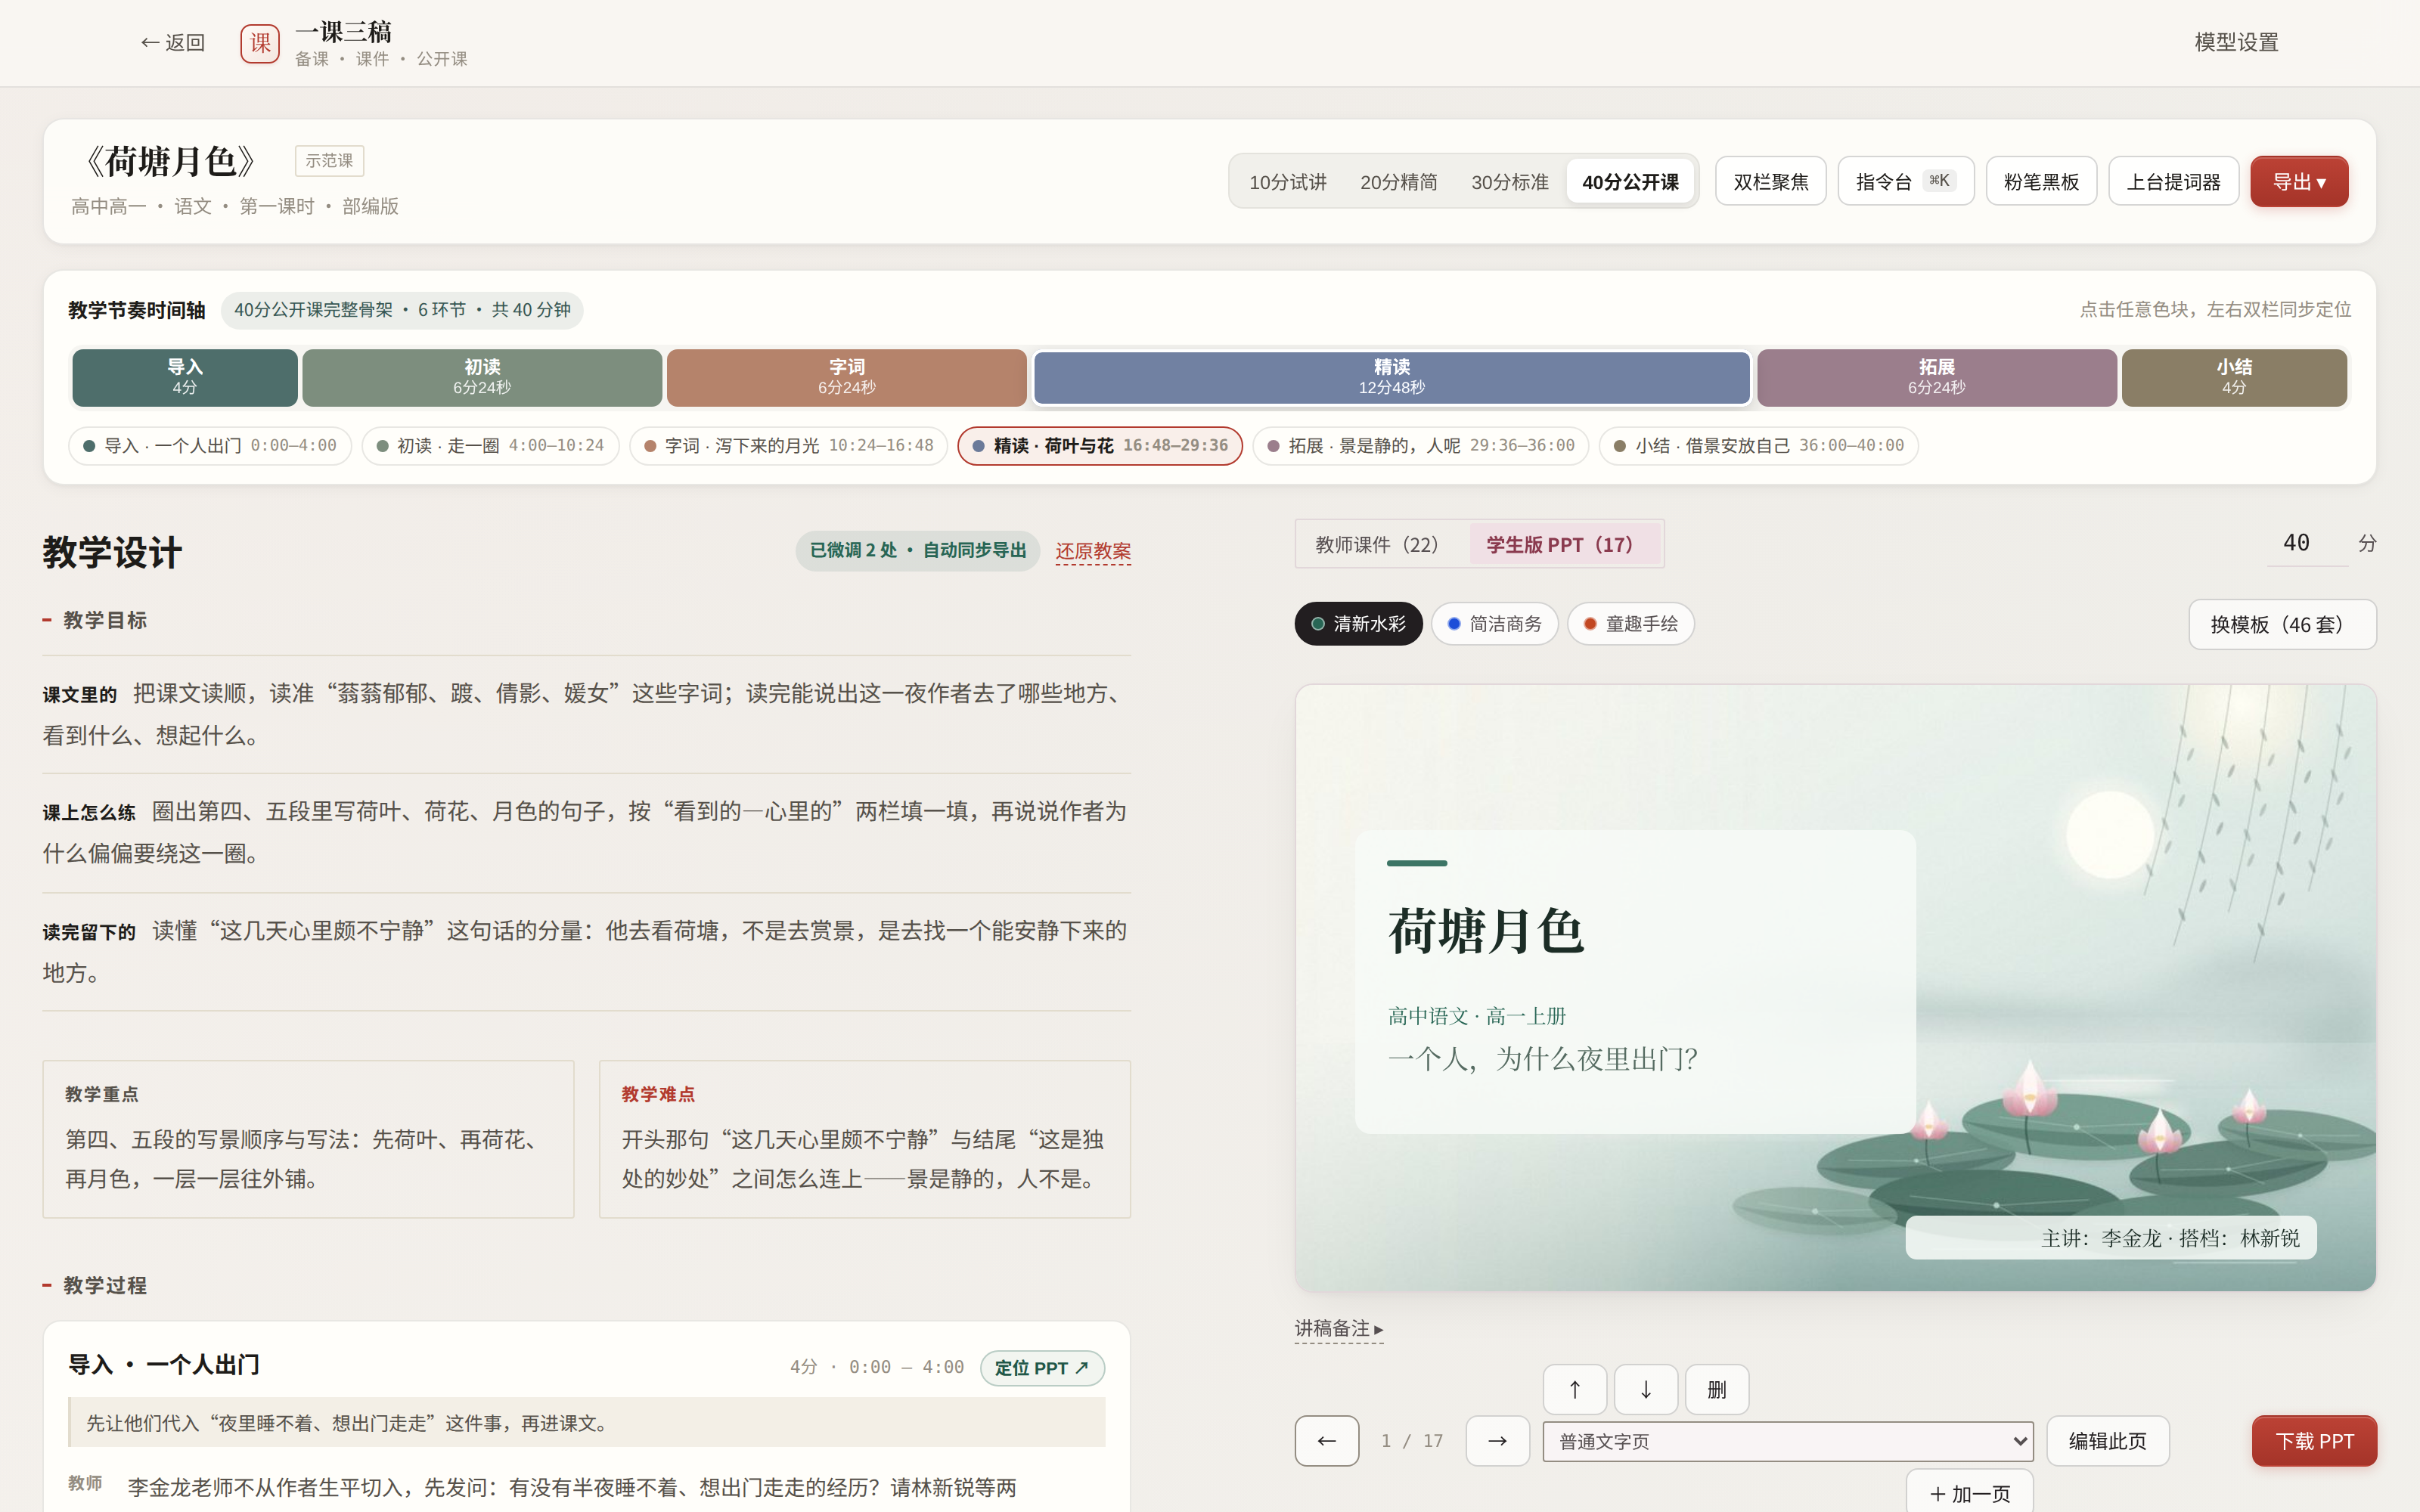 ← 返回
课
一课三稿
备课 · 课件 · 公开课
模型设置
《荷塘月色》
示范课
高中高一 · 语文 · 第一课时 · 部编版
10分试讲
20分精简
30分标准
40分公开课
双栏聚焦
指令台 ⌘K
粉笔黑板
上台提词器
导出 ▾
教学节奏时间轴
40分公开课完整骨架 · 6 环节 · 共 40 分钟
点击任意色块，左右双栏同步定位
导入
4分
初读
6分24秒
字词
6分24秒
精读
12分48秒
拓展
6分24秒
小结
4分
导入 · 一个人出门 0:00—4:00
初读 · 走一圈 4:00—10:24
字词 · 泻下来的月光 10:24—16:48
精读 · 荷叶与花 16:48—29:36
拓展 · 景是静的，人呢 29:36—36:00
小结 · 借景安放自己 36:00—40:00
教学设计
已微调 2 处 · 自动同步导出
还原教案
教学目标
课文里的 把课文读顺，读准“蓊蓊郁郁、踱、倩影、媛女”这些字词；读完能说出这一夜作者去了哪些地方、
看到什么、想起什么。
课上怎么练 圈出第四、五段里写荷叶、荷花、月色的句子，按“看到的—心里的”两栏填一填，再说说作者为
什么偏偏要绕这一圈。
读完留下的 读懂“这几天心里颇不宁静”这句话的分量：他去看荷塘，不是去赏景，是去找一个能安静下来的
地方。
教学重点
第四、五段的写景顺序与写法：先荷叶、再荷花、
再月色，一层一层往外铺。
教学难点
开头那句“这几天心里颇不宁静”与结尾“这是独
处的妙处”之间怎么连上——景是静的，人不是。
教学过程
导入 · 一个人出门
4分 · 0:00 — 4:00
定位 PPT ↗
先让他们代入“夜里睡不着、想出门走走”这件事，再进课文。
教师 李金龙老师不从作者生平切入，先发问：有没有半夜睡不着、想出门走走的经历？请林新锐等两
教师课件（22）
学生版 PPT（17）
40 分
清新水彩
简洁商务
童趣手绘
换模板（46 套）
荷塘月色
高中语文 · 高一上册
一个人，为什么夜里出门？
主讲：李金龙 · 搭档：林新锐
讲稿备注 ▸
↑
↓
删
←
1 / 17
→
普通文字页
编辑此页
下载 PPT
＋ 加一页